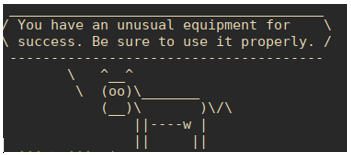 You have an unusual equipment for
success. Be sure to use it properly.